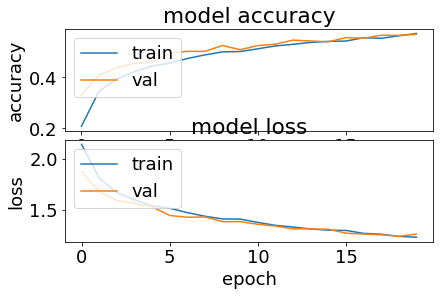 model accuracy
accuracy
0.4
0.2
train
val
model loss
loss
2.0
1.5
train
val
0 5 10 15
epoch